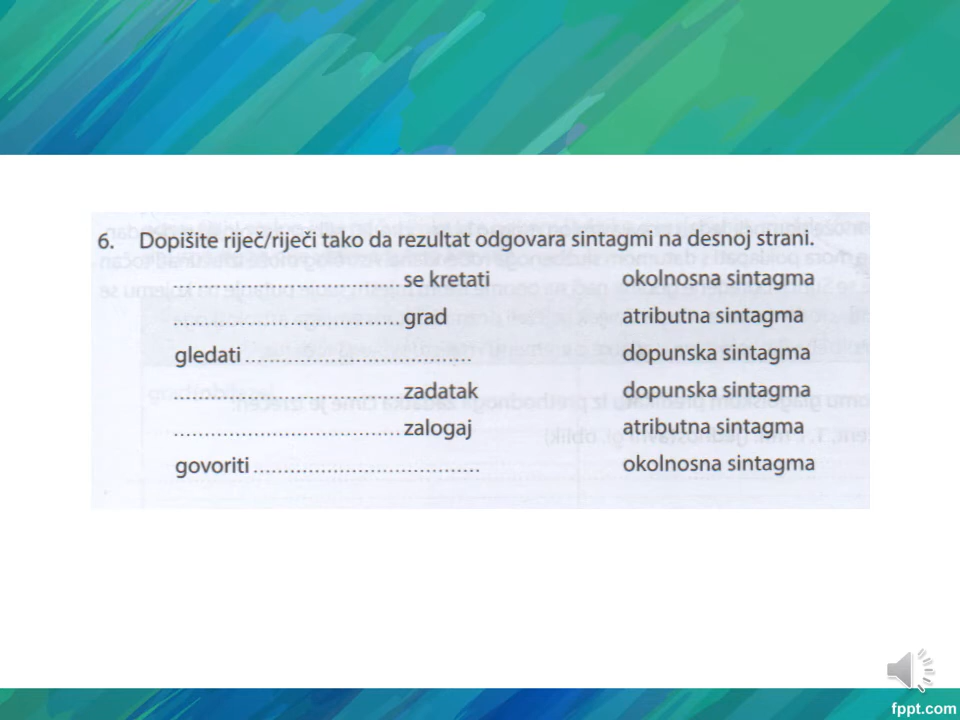 6. Dopišite riječ/riječi tako da rezultat odgovara sintagmi na desnoj strani.
........................................ se kretati okolnosna sintagma
........................................ grad atributna sintagma
gledati ........................................ dopunska sintagma
........................................ zadatak dopunska sintagma
........................................ zalogaj atributna sintagma
govoriti ........................................ okolnosna sintagma
fppt.com